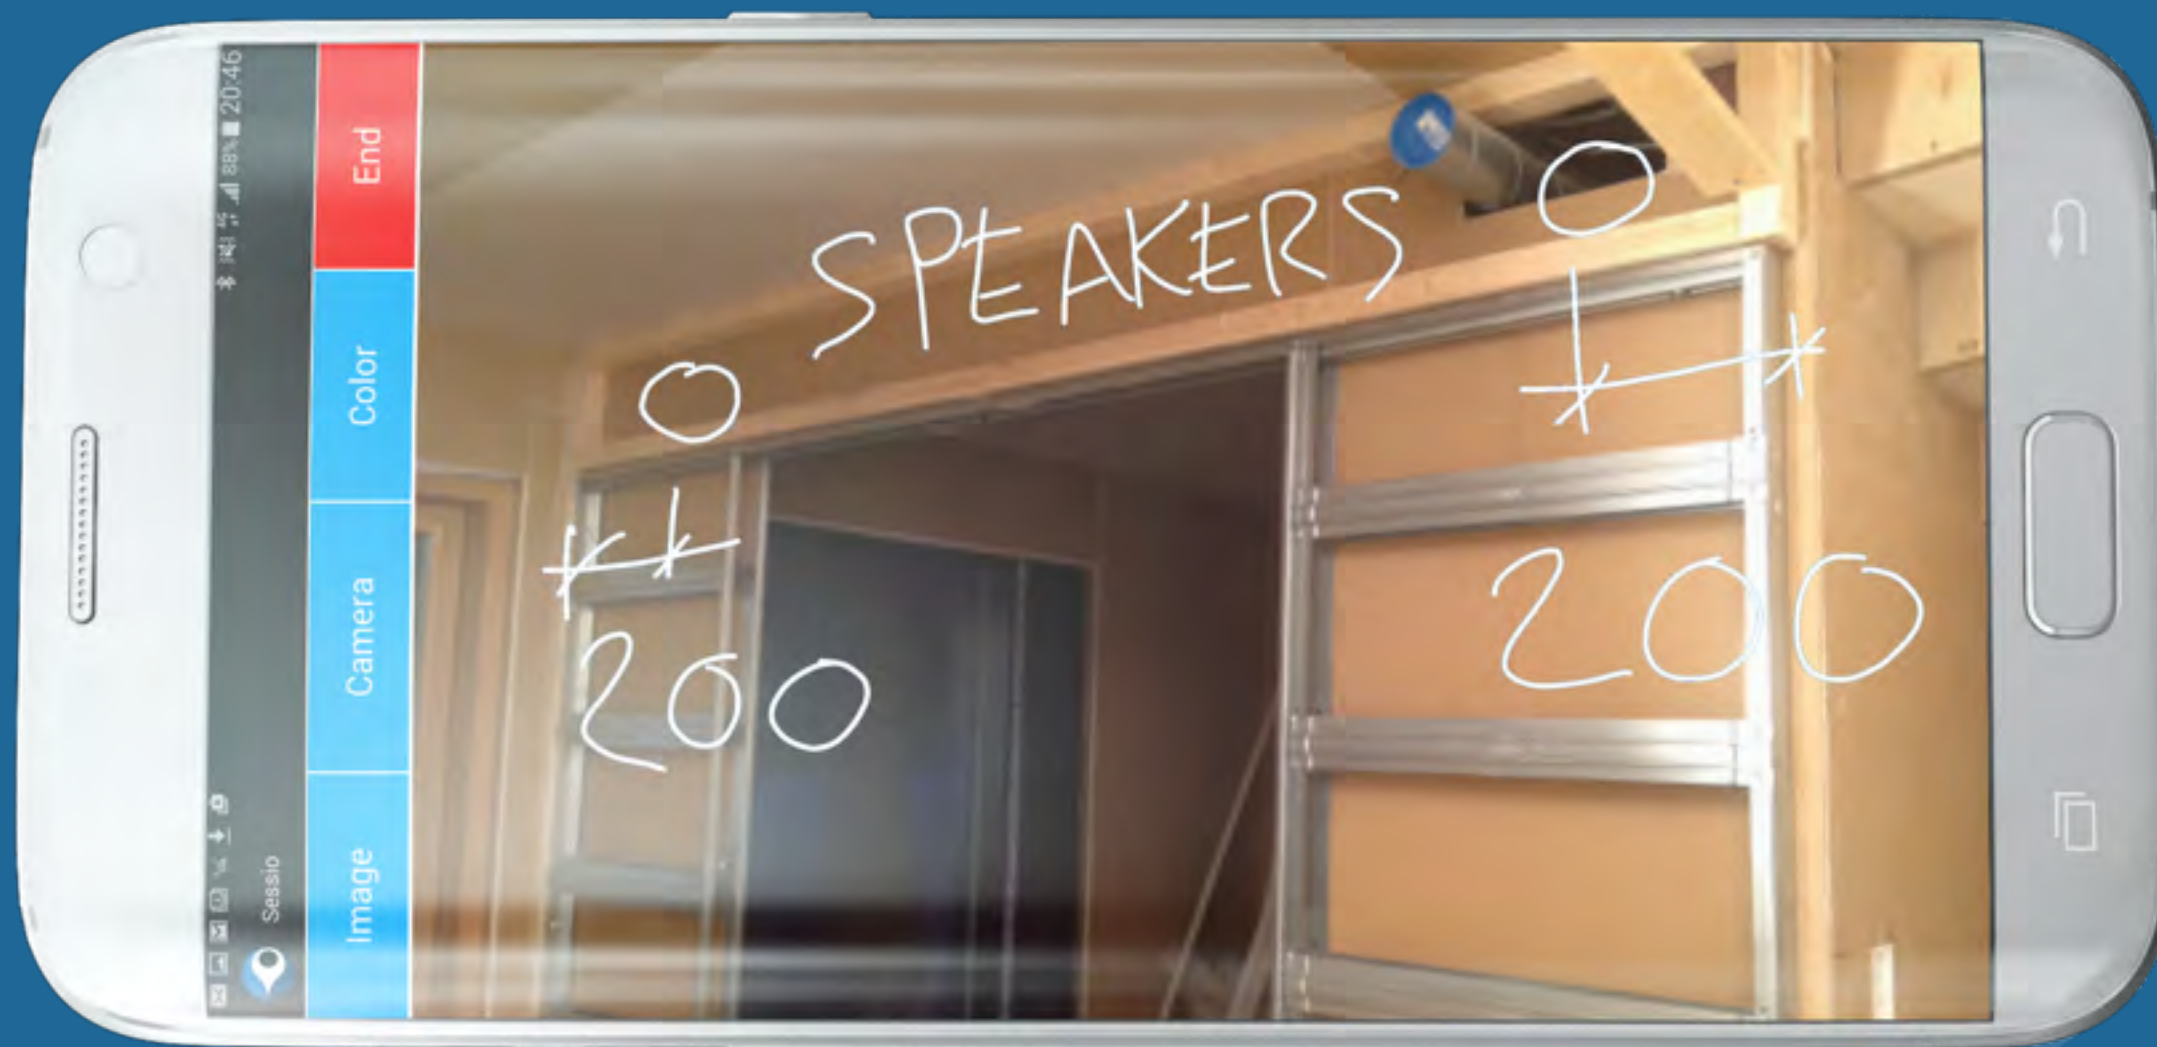 88% 20:46
Sessio
Image Camera Color End
SPEAKERS
200
200